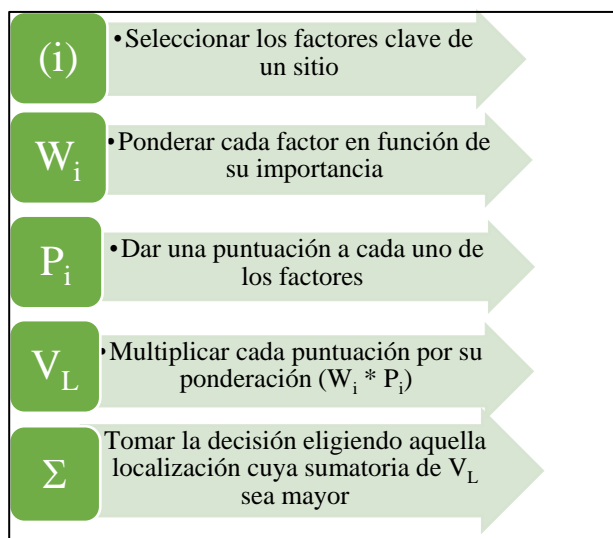 (i)
•Seleccionar los factores clave de
un sitio
Wi
•Ponderar cada factor en función de
su importancia
Pi
•Dar una puntuación a cada uno de
los factores
VL
•Multiplicar cada puntuación por su
ponderación (Wi * Pi)
Σ
Tomar la decisión eligiendo aquella
localización cuya sumatoria de VL
sea mayor